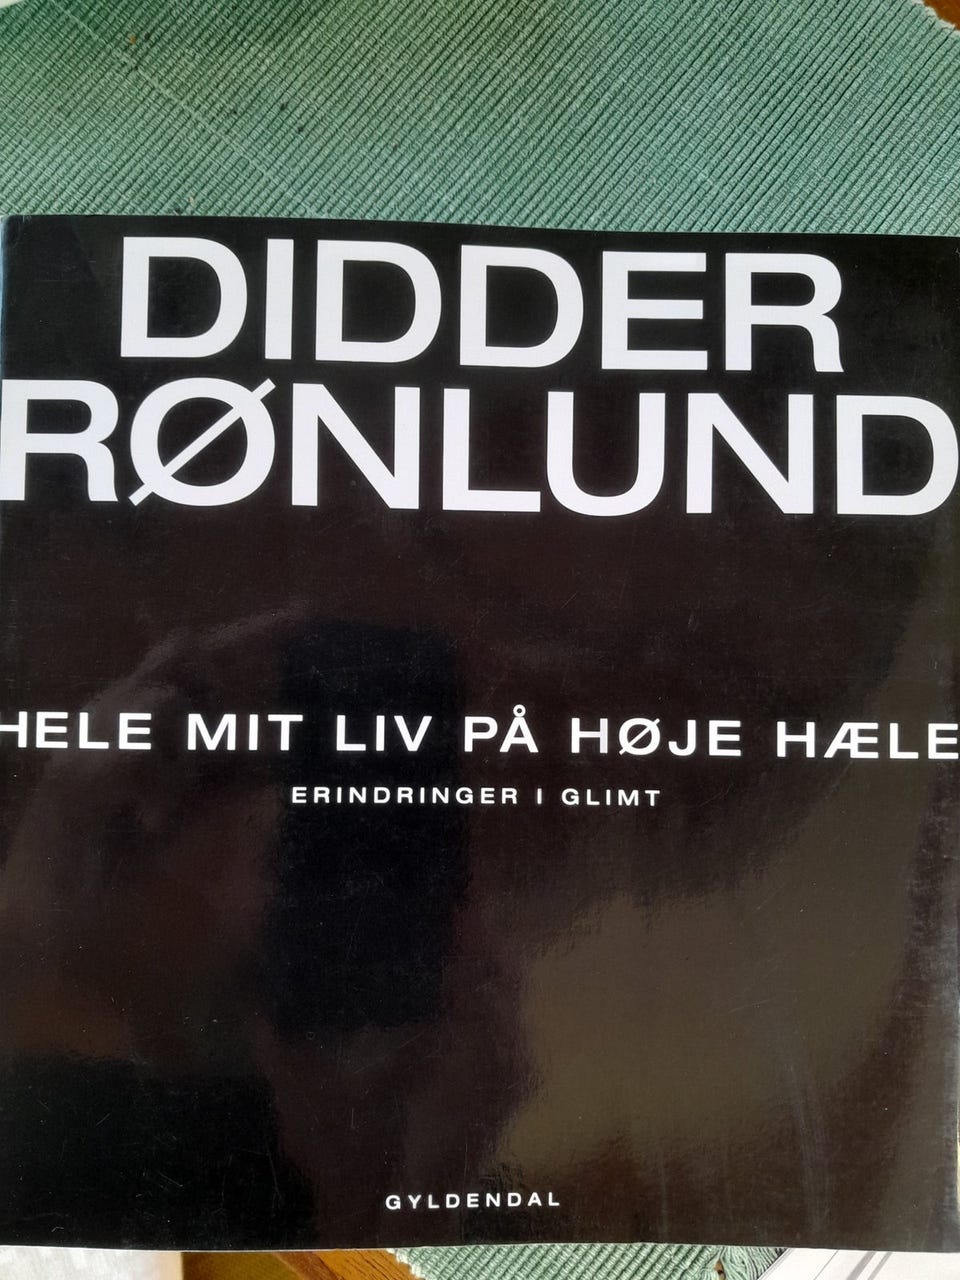 DIDDER
RØNLUND
HELE MIT LIV PÅ HØJE HÆLE
ERINDRINGER I GLIMT
GYLDENDAL